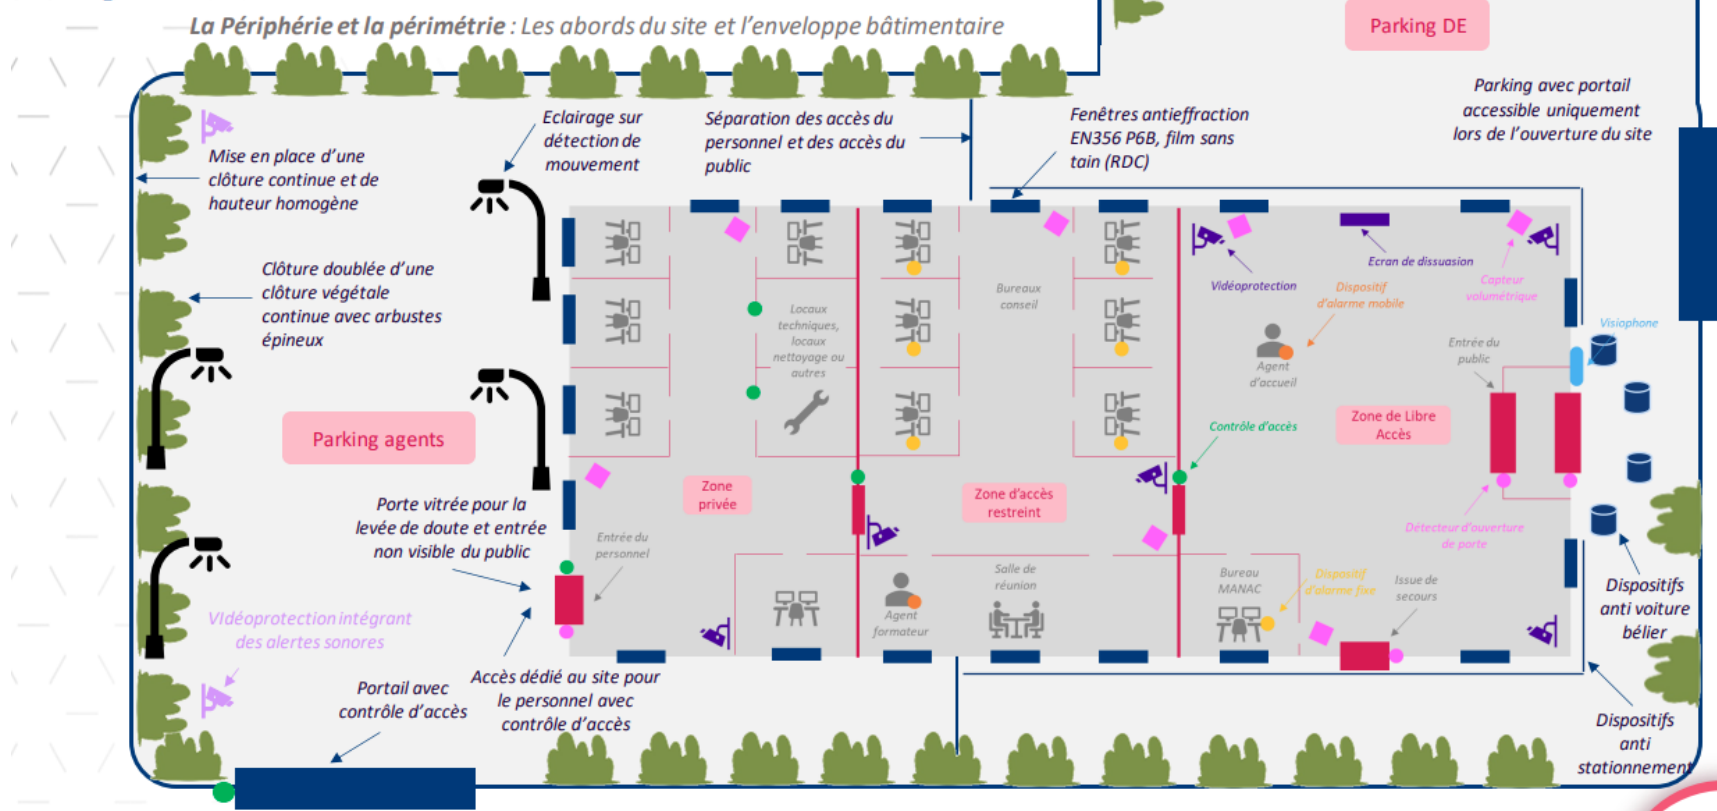 La Périphérie et la périmétrie : Les abords du site et l'enveloppe bâtimentaire
Parking DE
Parking avec portail
accessible uniquement
lors de l'ouverture du site
Eclairage sur
détection de
mouvement
Séparation des accès du
personnel et des accès du
public
Fenêtres antieffraction
EN356 P6B, film sans
tain (RDC)
Mise en place d'une
clôture continue et de
hauteur homogène
Clôture doublée d'une
clôture végétale
continue avec arbustes
épineux
Parking agents
Bureaux
conseil
Locaux
techniques,
locaux
nettoyage ou
autres
Vidéoprotection
Ecran de dissuasion
Dispositif
d'alarme mobile
Capteur
volumétrique
Visiophone
Entrée du
public
Agent
d'accueil
Contrôle d'accès
Zone de Libre
Accès
Zone
privée
Zone d'accès
restreint
Détecteur d'ouverture
de porte
Porte vitrée pour la
levée de doute et entrée
non visible du public
Entrée du
personnel
Salle de
réunion
Agent
formateur
Bureau
MANAC
Dispositif
d'alarme fixe
Issue de
secours
Dispositifs
anti voiture
bélier
VIdéoprotection intégrant
des alertes sonores
Portail avec
contrôle d'accès
Accès dédié au site pour
le personnel avec
contrôle d'accès
Dispositifs
anti
stationnement